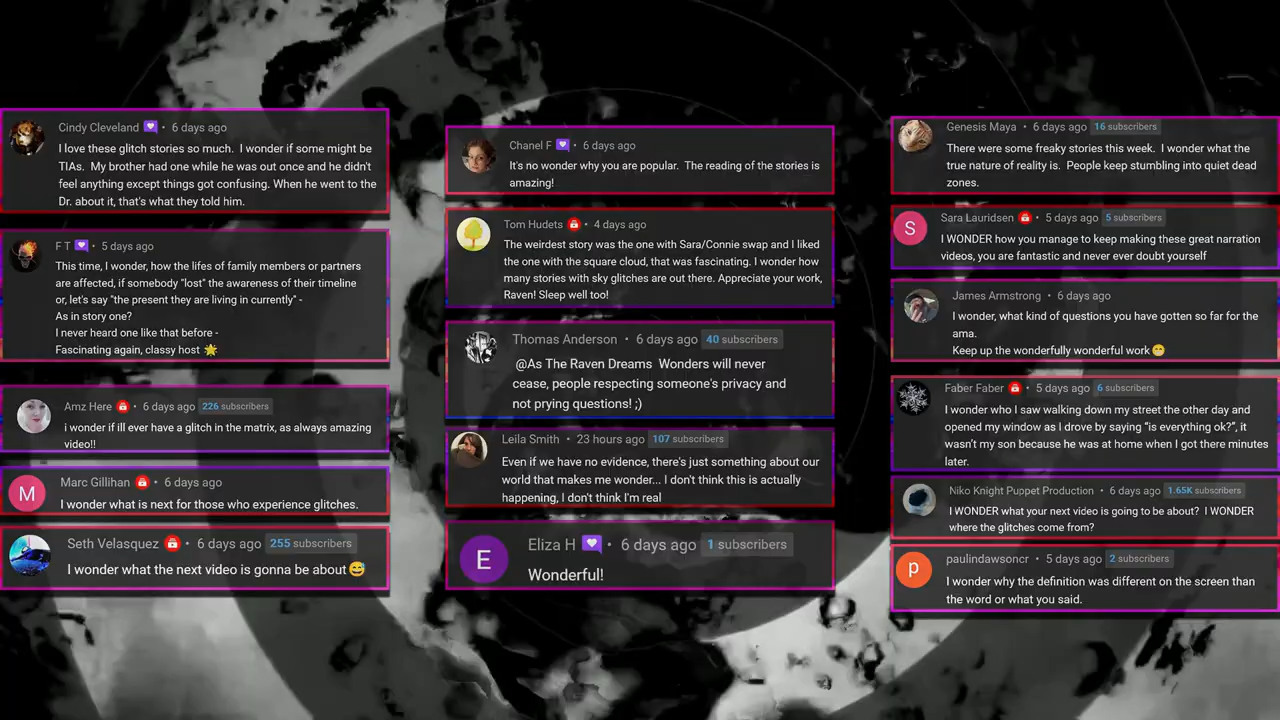 Cindy Cleveland • 6 days ago
I love these glitch stories so much. I wonder if some might be
TIAs. My brother had one while he was out once and he didn't
feel anything except things got confusing. When he went to the
Dr. about it, that's what they told him.
F T • 5 days ago
This time, I wonder, how the lifes of family members or partners
are affected, if somebody "lost" the awareness of their timeline
or, let's say "the present they are living in currently" -
As in story one?
I never heard one like that before -
Fascinating again, classy host 🌟
Amz Here • 6 days ago 226 subscribers
i wonder if ill ever have a glitch in the matrix, as always amazing
video!!
M
Marc Gillihan • 6 days ago
I wonder what is next for those who experience glitches.
Seth Velasquez • 6 days ago 255 subscribers
I wonder what the next video is gonna be about😅
Chanel F • 6 days ago
It's no wonder why you are popular. The reading of the stories is
amazing!
Tom Hudets • 4 days ago
The weirdest story was the one with Sara/Connie swap and I liked
the one with the square cloud, that was fascinating. I wonder how
many stories with sky glitches are out there. Appreciate your work,
Raven! Sleep well too!
Thomas Anderson • 6 days ago 40 subscribers
@As The Raven Dreams Wonders will never
cease, people respecting someone's privacy and
not prying questions! ;)
Leila Smith • 23 hours ago 107 subscribers
Even if we have no evidence, there's just something about our
world that makes me wonder... I don't think this is actually
happening, I don't think I'm real
E
Eliza H • 6 days ago 1 subscribers
Wonderful!
Genesis Maya • 6 days ago 16 subscribers
There were some freaky stories this week. I wonder what the
true nature of reality is. People keep stumbling into quiet dead
zones.
S
Sara Lauridsen • 5 days ago 5 subscribers
I WONDER how you manage to keep making these great narration
videos, you are fantastic and never ever doubt yourself
James Armstrong • 6 days ago
I wonder, what kind of questions you have gotten so far for the
ama.
Keep up the wonderfully wonderful work😁
Faber Faber • 5 days ago 6 subscribers
I wonder who I saw walking down my street the other day and
opened my window as I drove by saying “is everything ok?”, it
wasn’t my son because he was at home when I got there minutes
later.
Niko Knight Puppet Production • 6 days ago 1.65K subscribers
I WONDER what your next video is going to be about? I WONDER
where the glitches come from?
p
paulindawsoncr • 5 days ago 2 subscribers
I wonder why the definition was different on the screen than
the word or what you said.